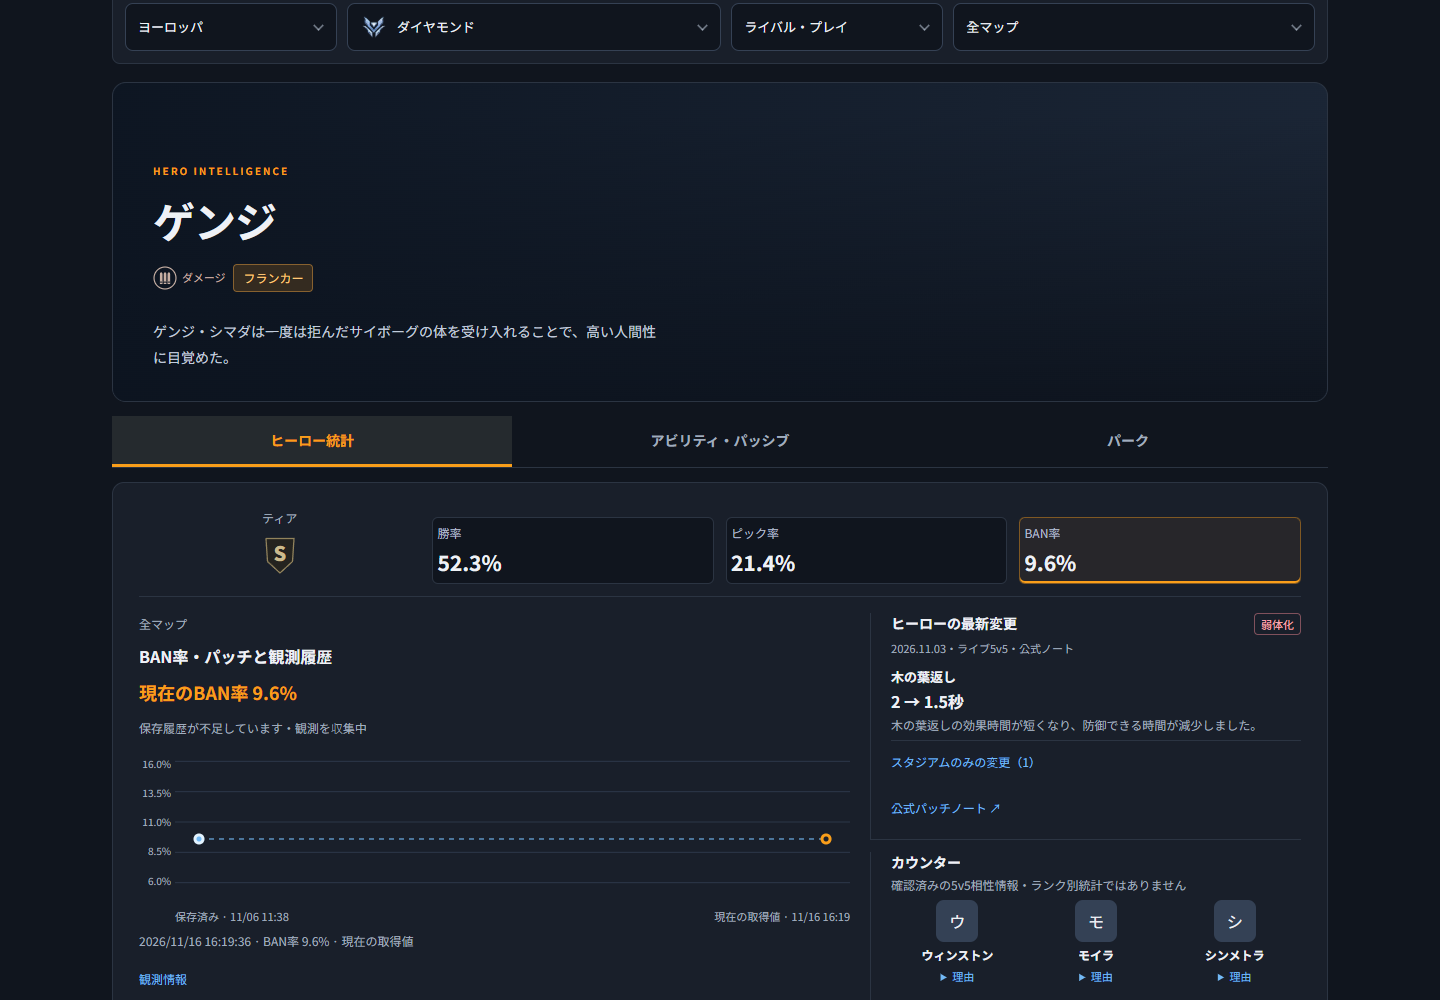 ヨーロッパ
ダイヤモンド
ライバル・プレイ
全マップ
HERO INTELLIGENCE
ゲンジ
ダメージ
フランカー
ゲンジ・シマダは一度は拒んだサイボーグの体を受け入れることで、高い人間性
に目覚めた。
ヒーロー統計
アビリティ・パッシブ
パーク
ティア
S
勝率
52.3%
ピック率
21.4%
BAN率
9.6%
全マップ
BAN率・パッチと観測履歴
現在のBAN率 9.6%
保存履歴が不足しています・観測を収集中
16.0%
13.5%
11.0%
8.5%
6.0%
保存済み · 11/06 11:38
現在の取得値 · 11/16 16:19
2026/11/16 16:19:36 · BAN率 9.6% · 現在の取得値
観測情報
ヒーローの最新変更
弱体化
2026.11.03・ライブ5v5・公式ノート
木の葉返し
2 → 1.5秒
木の葉返しの効果時間が短くなり、防御できる時間が減少しました。
スタジアムのみの変更（1）
公式パッチノート ↗
カウンター
確認済みの5v5相性情報・ランク別統計ではありません
ウ
モ
シ
ウィンストン
モイラ
シンメトラ
▶ 理由
▶ 理由
▶ 理由